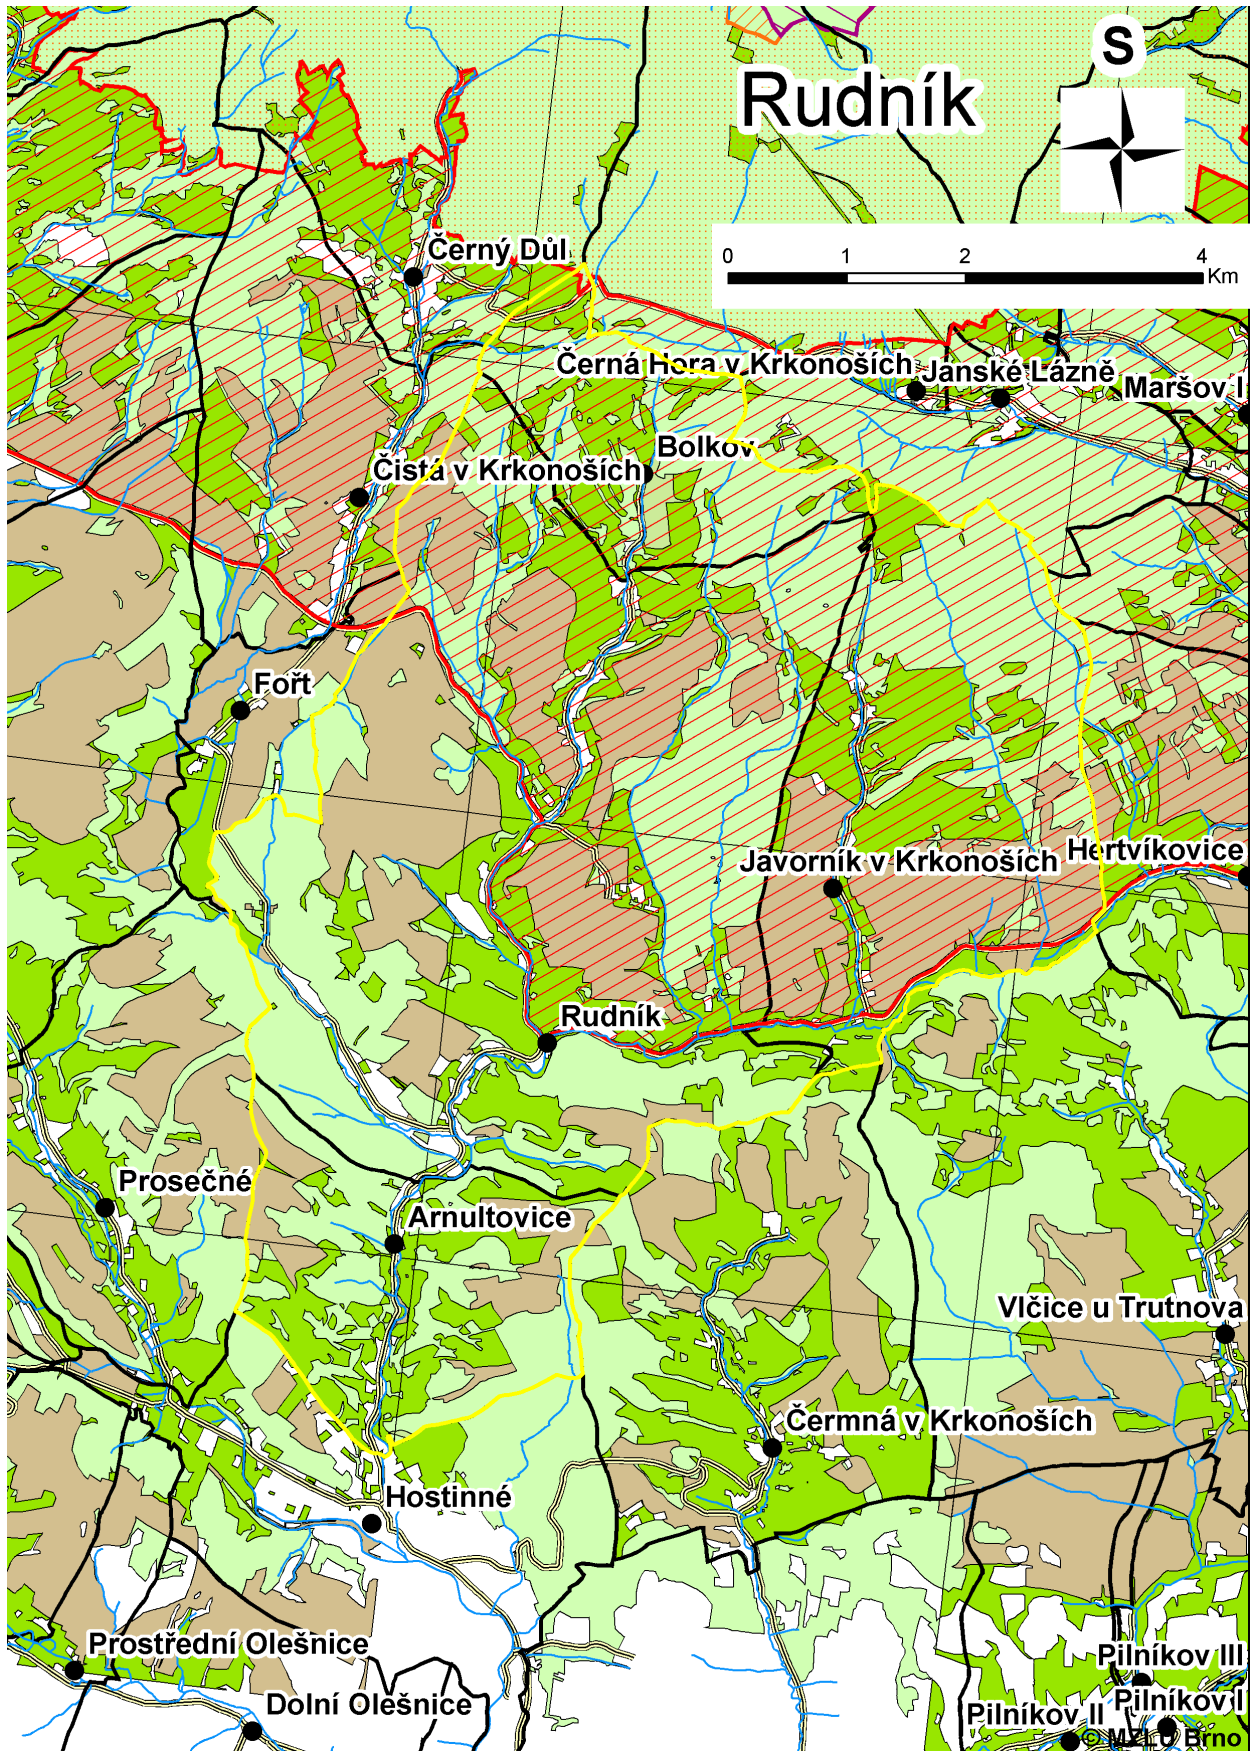 S
Rudník
0 1 2 4 Km
Černý Důl
Černá Hora v Krkonoších
Janské Lázně
Maršov I
Bolkov
Čistá v Krkonoších
Fořt
Javorník v Krkonoších
Hertvíkovice
Rudník
Prosečné
Arnultovice
Vlčice u Trutnova
Čermná v Krkonoších
Hostinné
Prostřední Olešnice
Pilníkov III
Dolní Olešnice
Pilníkov II
Pilníkov I
© MZLU Brno